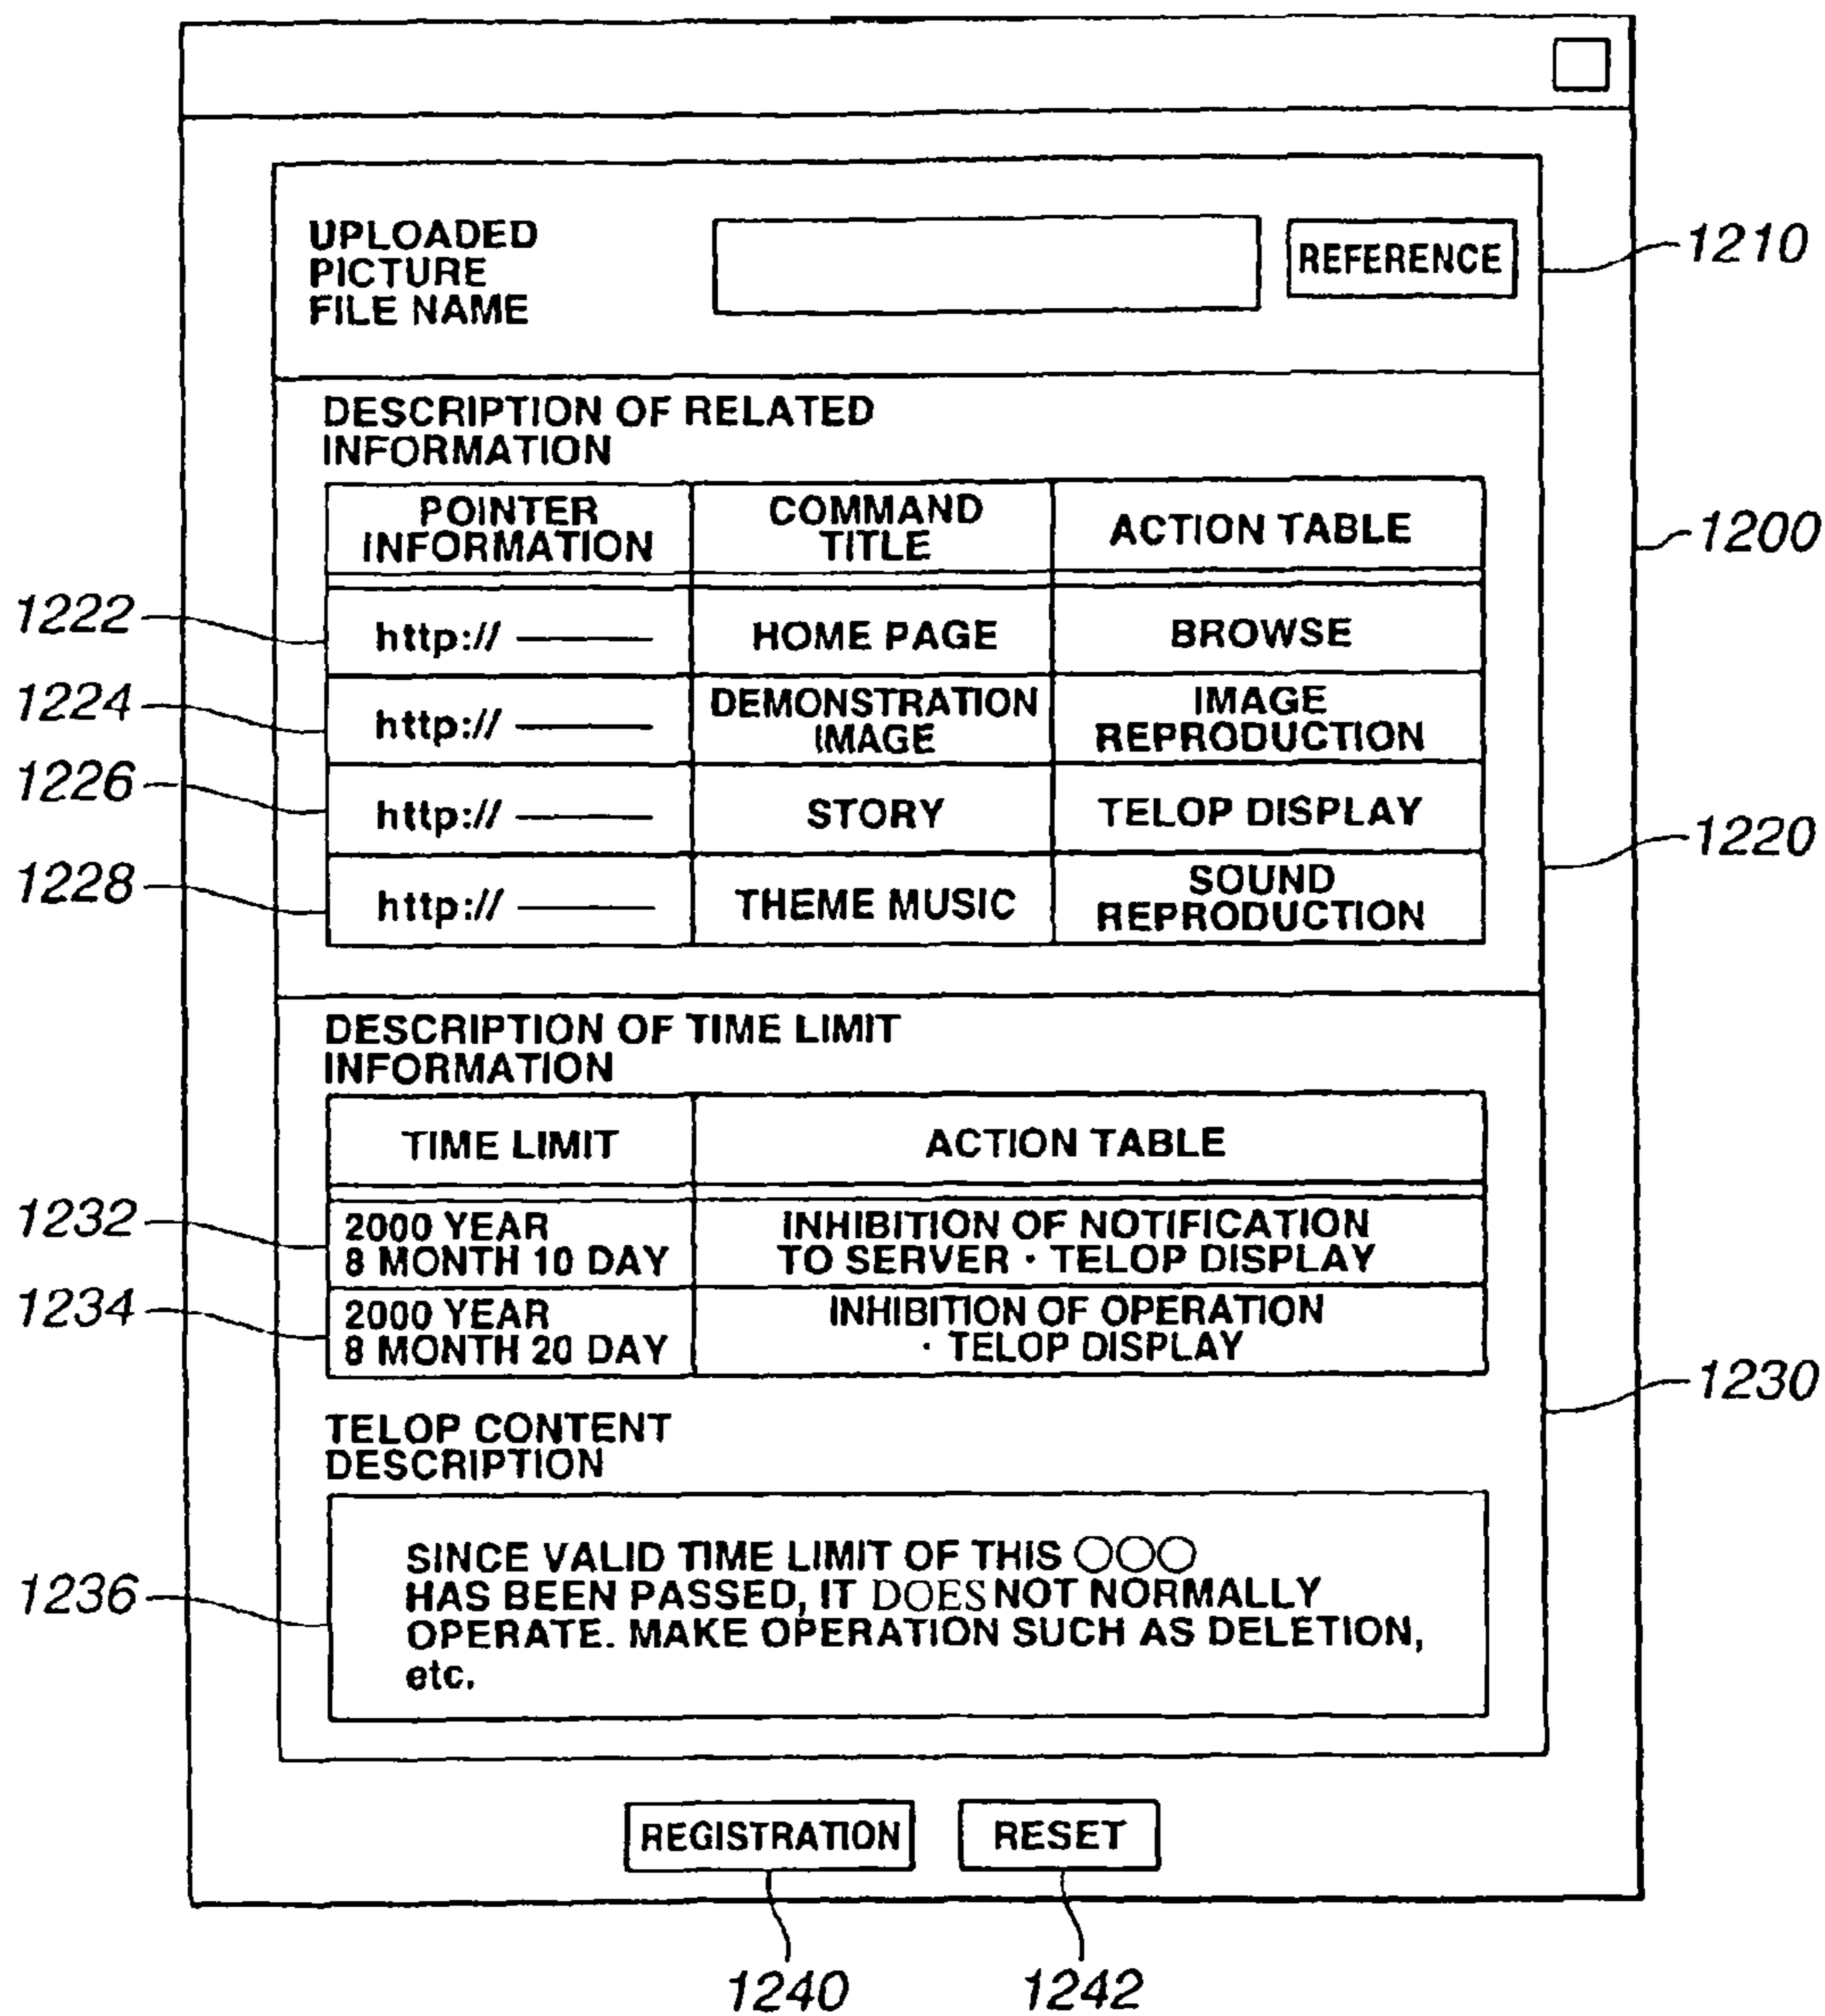 UPLOADED
PICTURE
FILE NAME
REFERENCE
1210
DESCRIPTION OF RELATED
INFORMATION
POINTER
INFORMATION
COMMAND
TITLE
ACTION TABLE
1200
1222
http://
HOME PAGE
BROWSE
1224
http://
DEMONSTRATION
IMAGE
IMAGE
REPRODUCTION
1226
http://
STORY
TELOP DISPLAY
1220
1228
http://
THEME MUSIC
SOUND
REPRODUCTION
DESCRIPTION OF TIME LIMIT
INFORMATION
TIME LIMIT
ACTION TABLE
1232
2000 YEAR
8 MONTH 10 DAY
INHIBITION OF NOTIFICATION
TO SERVER · TELOP DISPLAY
1234
2000 YEAR
8 MONTH 20 DAY
INHIBITION OF OPERATION
· TELOP DISPLAY
1230
TELOP CONTENT
DESCRIPTION
1236
SINCE VALID TIME LIMIT OF THIS ○○○
HAS BEEN PASSED, IT DOES NOT NORMALLY
OPERATE. MAKE OPERATION SUCH AS DELETION,
etc.
REGISTRATION
RESET
1240
1242